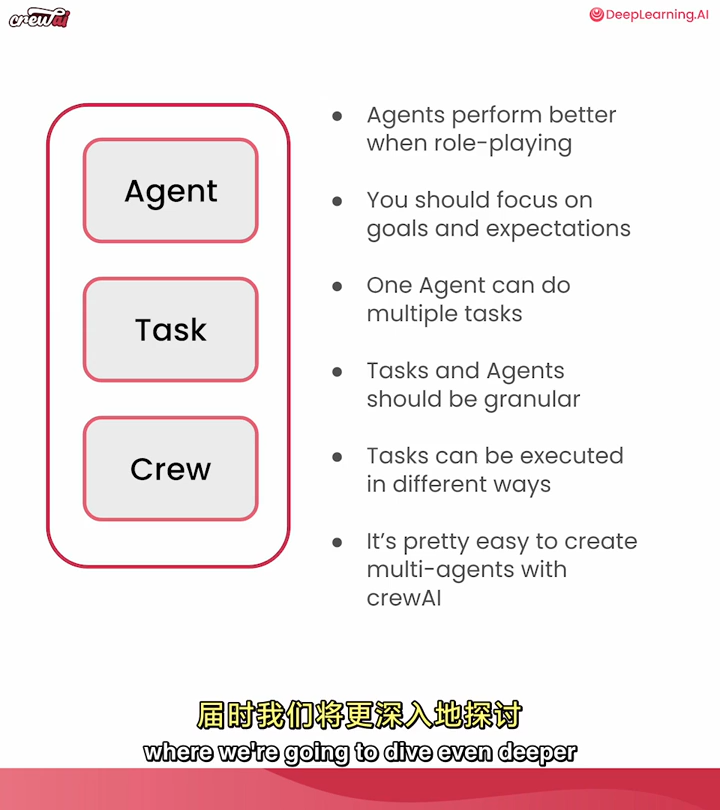 crewai
DeepLearning.AI
Agent
Task
Crew
● Agents perform better
when role-playing
● You should focus on
goals and expectations
● One Agent can do
multiple tasks
● Tasks and Agents
should be granular
● Tasks can be executed
in different ways
● It’s pretty easy to create
multi-agents with
crewAI
届时我们将更深入地探讨
where we're going to dive even deeper